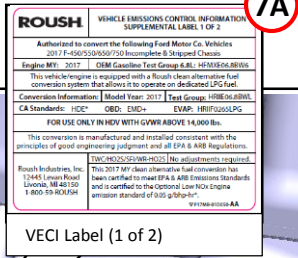 7A
ROUSH
VEHICLE EMISSIONS CONTROL INFORMATION
SUPPLEMENTAL LABEL 1 OF 2
Authorized to convert the following Ford Motor Co. Vehicles
2017 F-450/550/650/750 Incomplete & Stripped Chassis
Engine MY: 2017 OEM Gasoline Test Group 6.8L: HFMXE06.8BW6
This vehicle/engine is equipped with a Roush clean alternative fuel
conversion system that allows it to operate on dedicated LPG fuel.
Conversion Information: Model Year: 2017 Test Group: HRIIE06.8BWL
CA Standards: HDE* OBD: EMD+ EVAP: HRIIF0265LPG
FOR USE ONLY IN HDV WITH GVWR ABOVE 14,000 lbs.
This conversion is manufactured and installed consistent with the
principles of good engineering judgment and all EPA & ARB Regulations.
Roush Industries, Inc.
12445 Levan Road
Livonia, MI 48150
1-800-59-ROUSH
TWC/HO2S/SFI/WR-HO2S No adjustments required.
This 2017 MY clean alternative fuel conversion has
been certified to meet EPA & ARB Emissions Standards
and is certified to the Optional Low NOx Engine
emission standard of 0.05 g/bhp-hr*.
VECI Label (1 of 2)